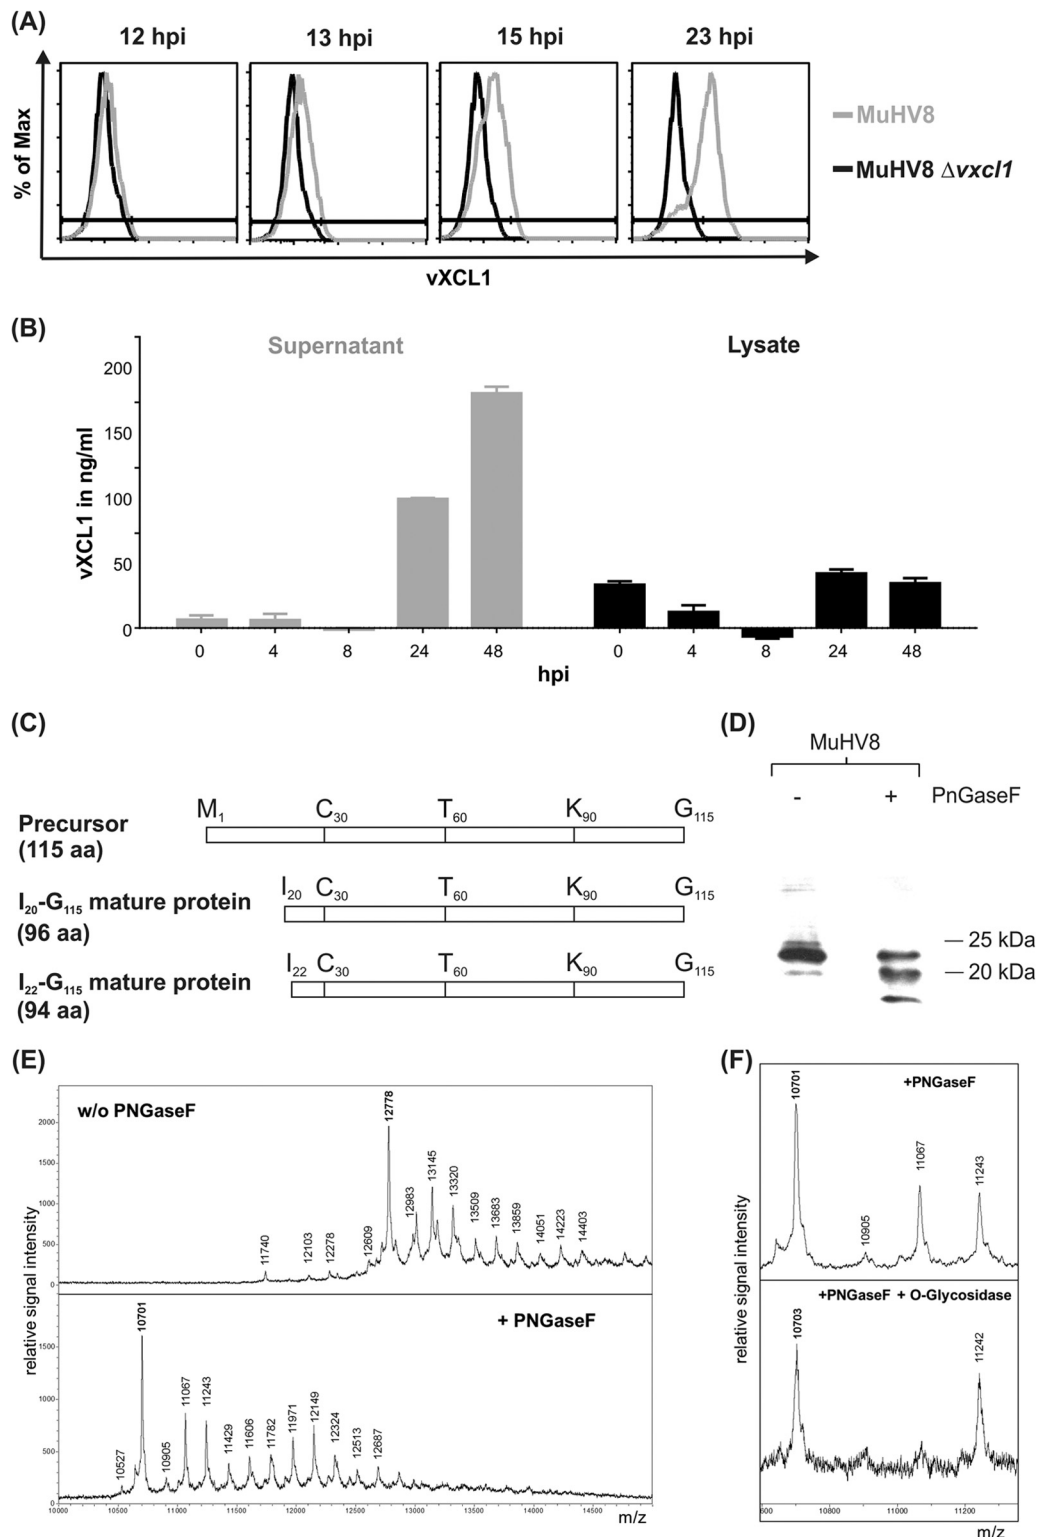 (A)
12 hpi 13 hpi 15 hpi 23 hpi
% of Max
MuHV8
MuHV8 Δvxcl1
vXCL1
(B)
Supernatant Lysate
vXCL1 in ng/ml
200
150
100
50
0
0 4 8 24 48 0 4 8 24 48
hpi
(C)
Precursor
(115 aa)
M1 C30 T60 K90 G115
I20-G115 mature protein
(96 aa)
I20 C30 T60 K90 G115
I22-G115 mature protein
(94 aa)
I22 C30 T60 K90 G115
(D)
MuHV8
- + PnGaseF
25 kDa
20 kDa
(E)
relative signal intensity
w/o PNGaseF
2000
1500
1000
500
0
11740 12103 12278 12609 12778 12983 13145 13320 13509 13683 13859 14051 14223 14403
+ PNGaseF
1500
1000
500
0
10527 10701 10905 11067 11243 11429 11606 11782 11971 12149 12324 12513 12687
10000 10500 11000 11500 12000 12500 13000 13500 14000 14500
m/z
(F)
relative signal intensity
+PNGaseF
10701 10905 11067 11243
+PNGaseF + O-Glycosidase
10703 11242
600 10800 11000 11200
m/z